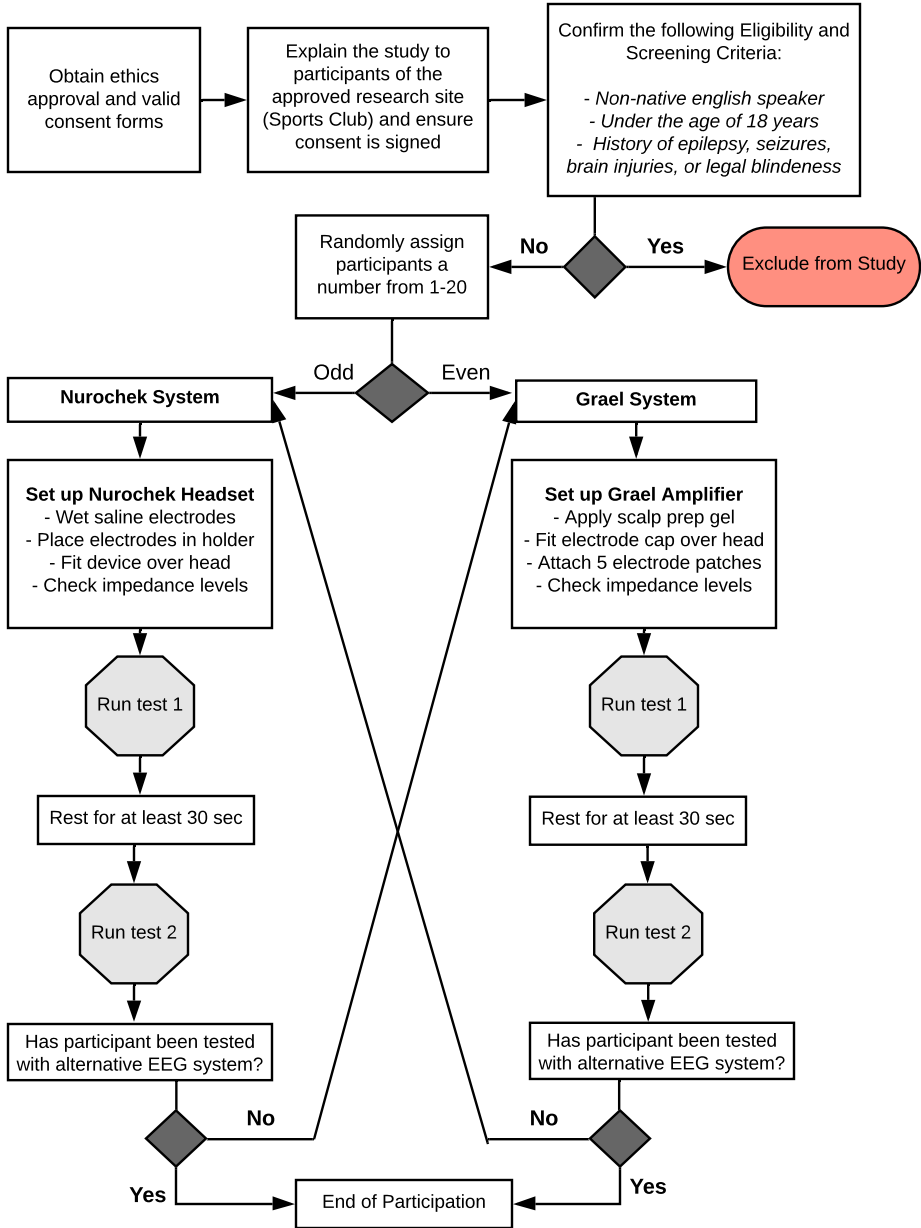 Obtain ethics
approval and valid
consent forms
Explain the study to
participants of the
approved research site
(Sports Club) and ensure
consent is signed
Confirm the following Eligibility and
Screening Criteria:
- Non-native english speaker
- Under the age of 18 years
- History of epilepsy, seizures,
brain injuries, or legal blindeness
No
Yes
Exclude from Study
Randomly assign
participants a
number from 1-20
Odd
Even
Nurochek System
Grael System
Set up Nurochek Headset
- Wet saline electrodes
- Place electrodes in holder
- Fit device over head
- Check impedance levels
Set up Grael Amplifier
- Apply scalp prep gel
- Fit electrode cap over head
- Attach 5 electrode patches
- Check impedance levels
Run test 1
Run test 1
Rest for at least 30 sec
Rest for at least 30 sec
Run test 2
Run test 2
Has participant been tested
with alternative EEG system?
Has participant been tested
with alternative EEG system?
No
No
Yes
Yes
End of Participation